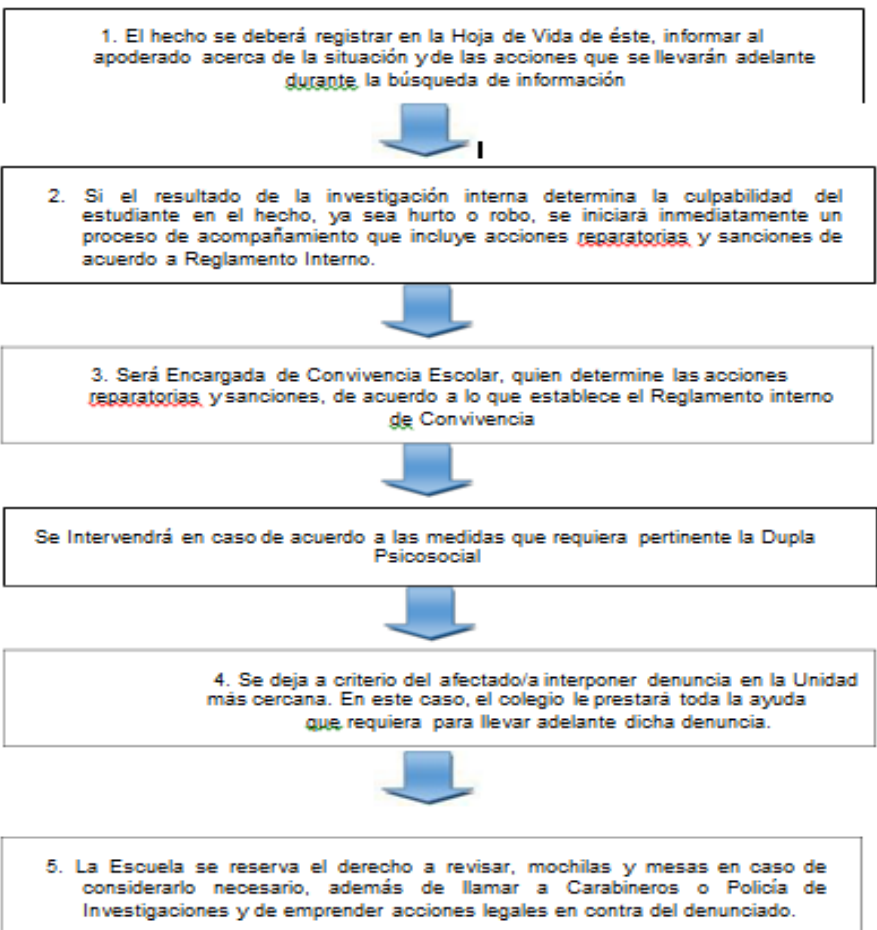 1. El hecho se deberá registrar en la Hoja de Vida de éste, informar al
apoderado acerca de la situación y de las acciones que se llevarán adelante
durante la búsqueda de información
2. Si el resultado de la investigación interna determina la culpabilidad del
estudiante en el hecho, ya sea hurto o robo, se iniciará inmediatamente un
proceso de acompañamiento que incluye acciones reparatorias y sanciones de
acuerdo a Reglamento Interno.
3. Será Encargada de Convivencia Escolar, quien determine las acciones
reparatorias y sanciones, de acuerdo a lo que establece el Reglamento interno
de Convivencia
Se Intervendrá en caso de acuerdo a las medidas que requiera pertinente la Dupla
Psicosocial
4. Se deja a criterio del afectado/a interponer denuncia en la Unidad
más cercana. En este caso, el colegio le prestará toda la ayuda
que requiera para llevar adelante dicha denuncia.
5. La Escuela se reserva el derecho a revisar, mochilas y mesas en caso de
considerarlo necesario, además de llamar a Carabineros o Policía de
Investigaciones y de emprender acciones legales en contra del denunciado.